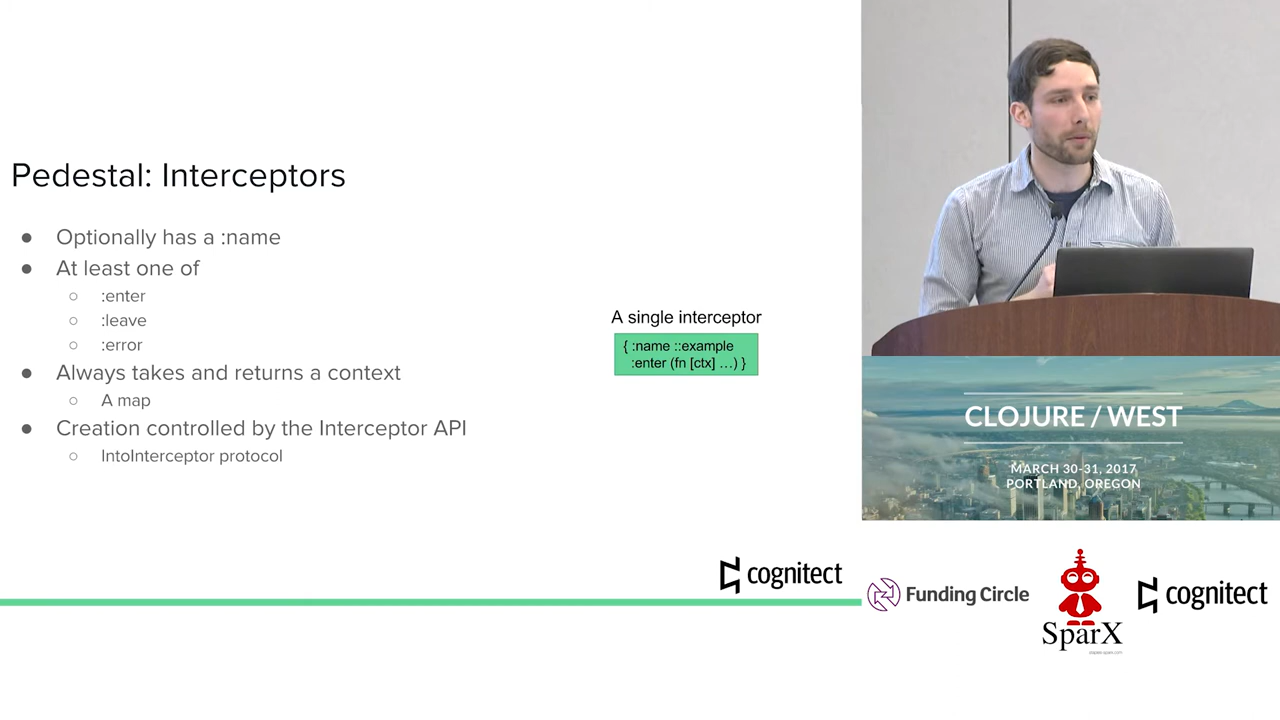 Pedestal: Interceptors
● Optionally has a :name
● At least one of
○ :enter
○ :leave
○ :error
● Always takes and returns a context
○ A map
● Creation controlled by the Interceptor API
○ IntoInterceptor protocol
A single interceptor
{ :name ::example
:enter (fn [ctx] …) }
cognitect
CLOJURE / WEST
MARCH 30-31, 2017
PORTLAND, OREGON
Funding Circle
SparX
cognitect